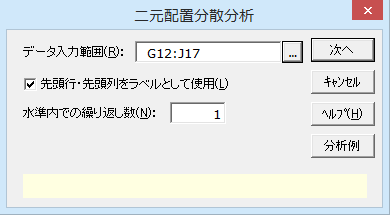 二元配置分散分析
データ入力範囲(R): G12:J17 ... 次へ
先頭行・先頭列をラベルとして使用(L) キャンセル
水準内での繰り返し数(N): 1 ヘルプ(H)
分析例